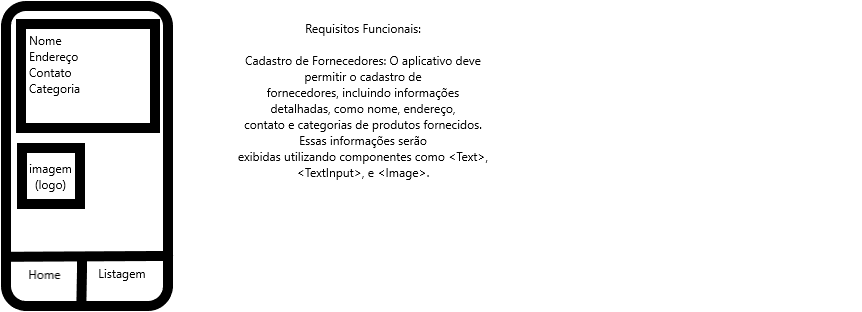 Nome
Endereço
Contato
Categoria
imagem
(logo)
Home
Listagem
Requisitos Funcionais:
Cadastro de Fornecedores: O aplicativo deve
permitir o cadastro de
fornecedores, incluindo informações
detalhadas, como nome, endereço,
contato e categorias de produtos fornecidos.
Essas informações serão
exibidas utilizando componentes como <Text>,
<TextInput>, e <Image>.